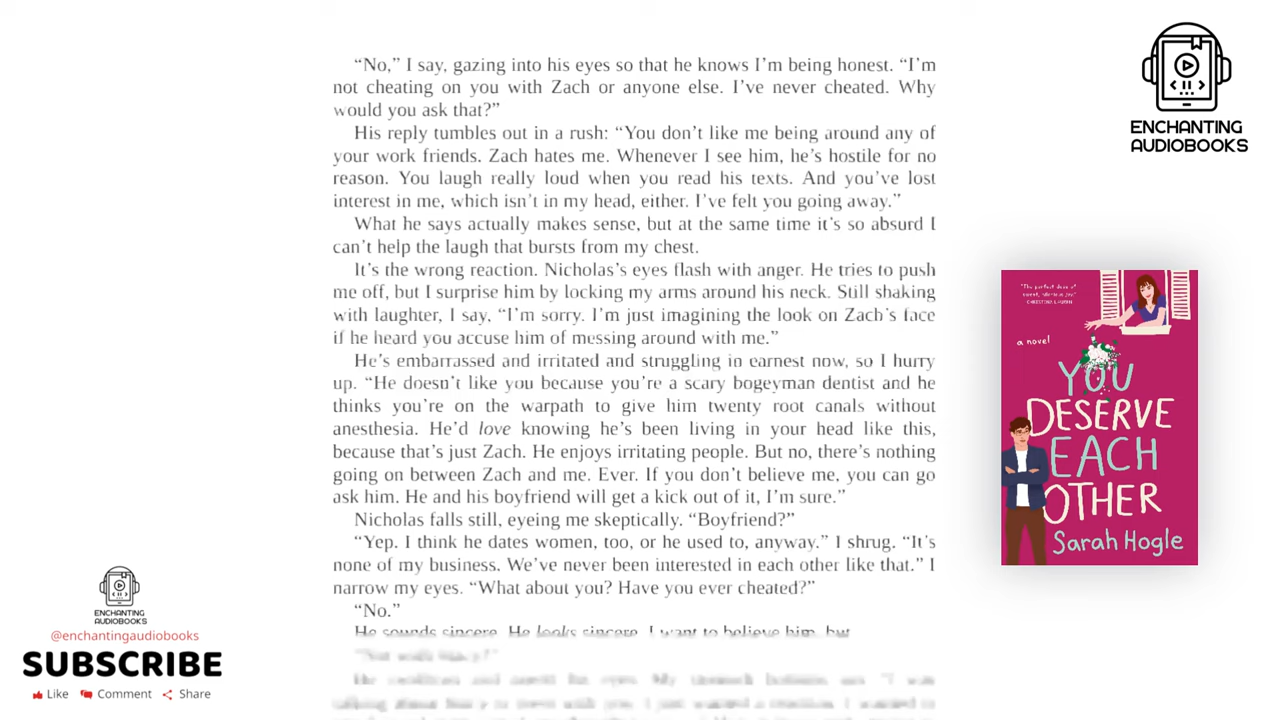 “No,” I say, gazing into his eyes so that he knows I’m being honest. “I’m
not cheating on you with Zach or anyone else. I’ve never cheated. Why
would you ask that?”
His reply tumbles out in a rush: “You don’t like me being around any of
your work friends. Zach hates me. Whenever I see him, he’s hostile for no
reason. You laugh really loud when you read his texts. And you’ve lost
interest in me, which isn’t in my head, either. I’ve felt you going away.”
What he says actually makes sense, but at the same time it’s so absurd I
can’t help the laugh that bursts from my chest.
It’s the wrong reaction. Nicholas’s eyes flash with anger. He tries to push
me off, but I surprise him by locking my arms around his neck. Still shaking
with laughter, I say, “I’m sorry. I’m just imagining the look on Zach’s face
if he heard you accuse him of messing around with me.”
He’s embarrassed and irritated and struggling in earnest now, so I hurry
up. “He doesn’t like you because you’re a scary bogeyman dentist and he
thinks you’re on the warpath to give him twenty root canals without
anesthesia. He’d love knowing he’s been living in your head like this,
because that’s just Zach. He enjoys irritating people. But no, there’s nothing
going on between Zach and me. Ever. If you don’t believe me, you can go
ask him. He and his boyfriend will get a kick out of it, I’m sure.”
Nicholas falls still, eyeing me skeptically. “Boyfriend?”
“Yep. I think he dates women, too, or he used to, anyway.” I shrug. “It’s
none of my business. We’ve never been interested in each other like that.” I
narrow my eyes. “What about you? Have you ever cheated?”
“No.”
He sounds sincere. He looks sincere. I want to believe him, but
ENCHANTING
AUDIOBOOKS
a novel
YOU
DESERVE
EACH
OTHER
Sarah Hogle
ENCHANTING
AUDIOBOOKS
@enchantingaudiobooks
SUBSCRIBE
Like Comment Share